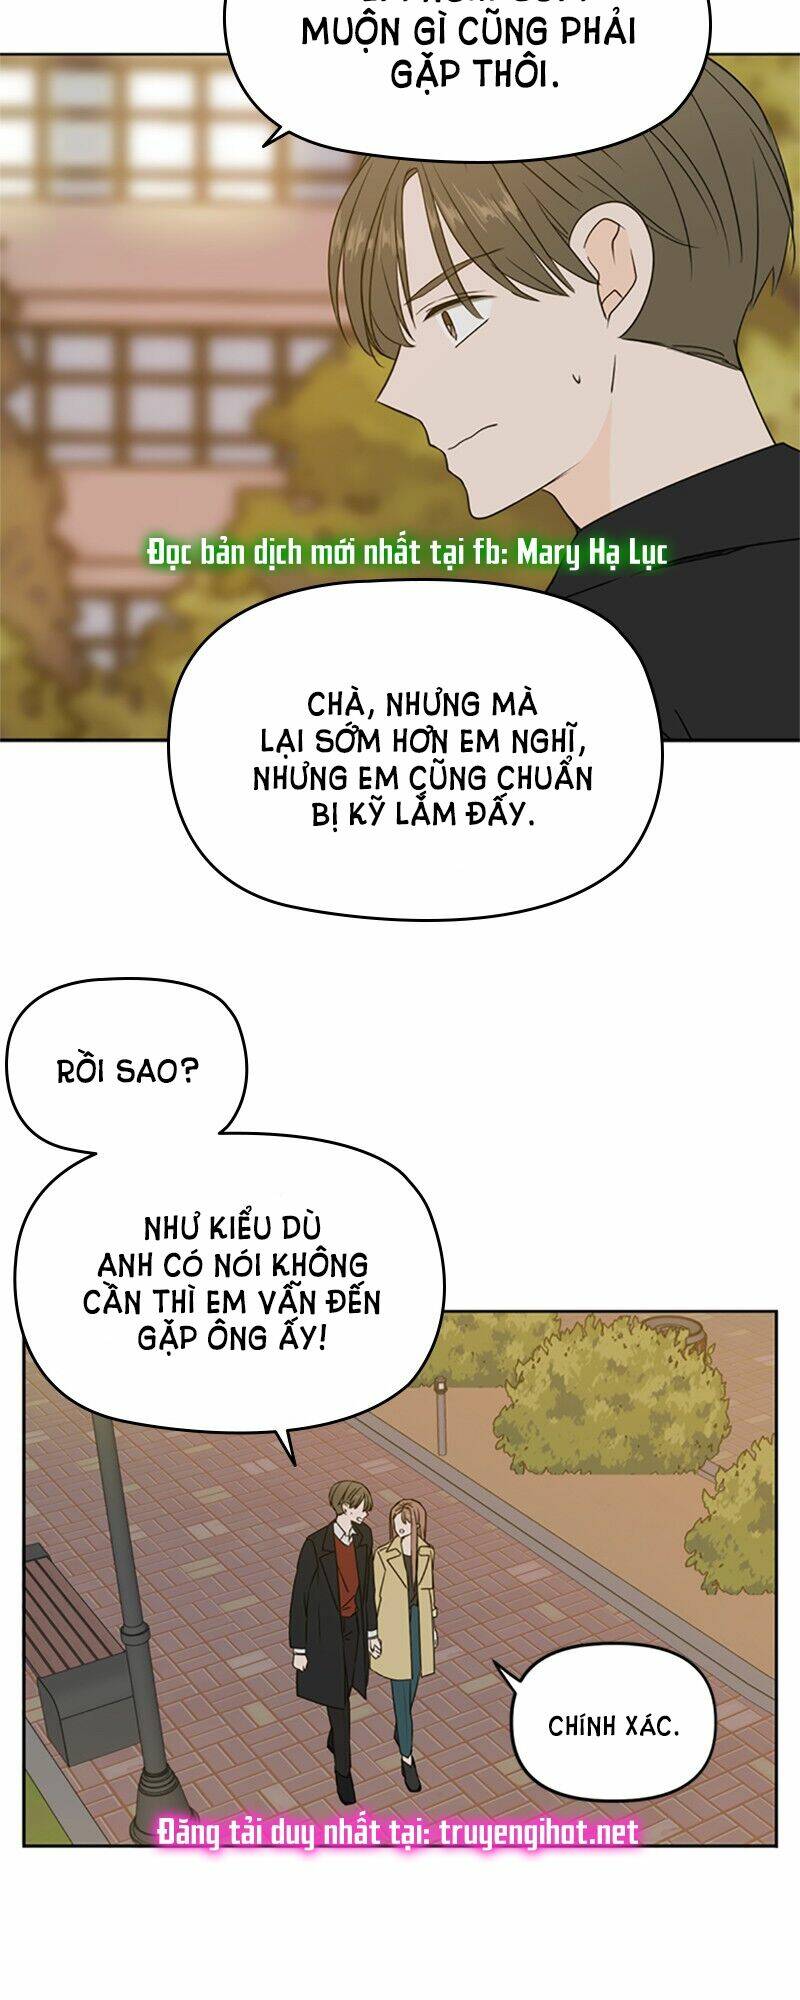 MUỘN GÌ CŨNG PHẢI
GẶP THÔI.
Đọc bản dịch mới nhất tại fb: Mary Hạ Lục
CHÀ, NHƯNG MÀ
LẠI SỚM HƠN EM NGHĨ,
NHƯNG EM CŨNG CHUẨN
BỊ KỸ LẮM ĐẤY.
RỒI SAO?
NHƯ KIỂU DÙ
ANH CÓ NÓI KHÔNG
CẦN THÌ EM VẪN ĐẾN
GẶP ÔNG ẤY!
CHÍNH XÁC.
Đăng tải duy nhất tại: truyengihot.net